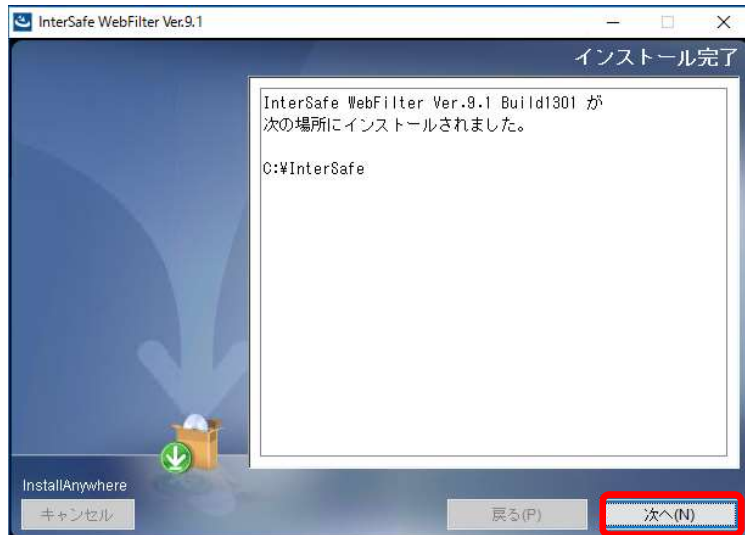 InterSafe WebFilter Ver.9.1
インストール完了
InterSafe WebFilter Ver.9.1 Build1301 が
次の場所にインストールされました。
C:¥InterSafe
InstallAnywhere
キャンセル
戻る(P)
次へ(N)